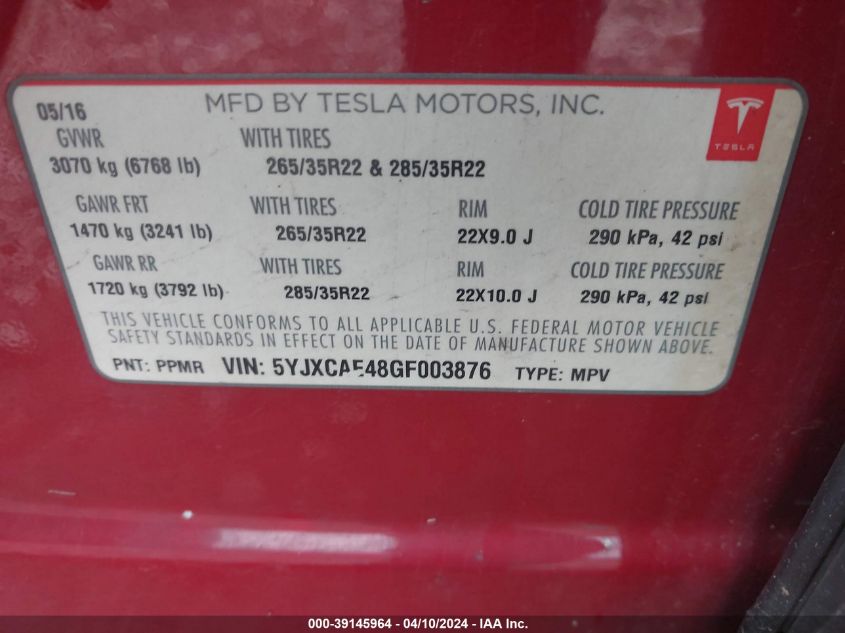 05/16 MFD BY TESLA MOTORS, INC.
TESLA
GVWR WITH TIRES
3070 kg (6768 lb) 265/35R22 & 285/35R22
GAWR FRT WITH TIRES RIM COLD TIRE PRESSURE
1470 kg (3241 lb) 265/35R22 22X9.0 J 290 kPa, 42 psi
GAWR RR WITH TIRES RIM COLD TIRE PRESSURE
1720 kg (3792 lb) 285/35R22 22X10.0 J 290 kPa, 42 psi
THIS VEHICLE CONFORMS TO ALL APPLICABLE U.S. FEDERAL MOTOR VEHICLE
SAFETY STANDARDS IN EFFECT ON THE DATE OF MANUFACTURE SHOWN ABOVE.
PNT: PPMR VIN: 5YJXCAE48GF003876 TYPE: MPV
000-39145964 - 04/10/2024 - IAA Inc.